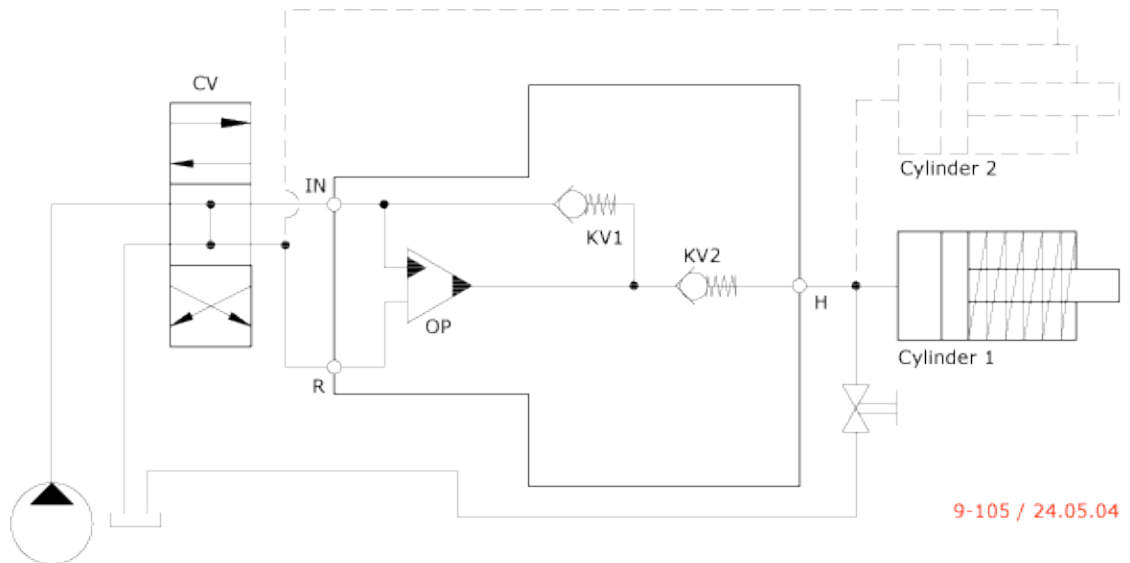 CV
Cylinder 2
IN
KV1
KV2
H
OP
Cylinder 1
R
9-105 / 24.05.04